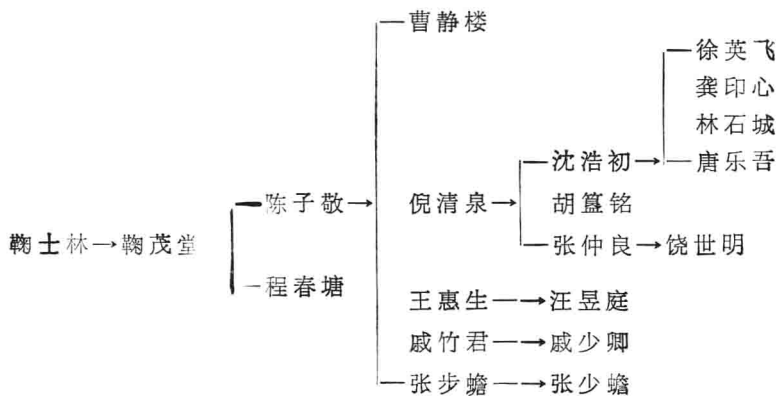 曹静楼
徐英飞
龚印心
林石城
沈浩初→唐乐吾
陈子敬→倪清泉→胡簋铭
鞠士林→鞠茂堂
张仲良→饶世明
程春塘
王惠生→汪昱庭
戚竹君→戚少卿
张步蟾→张少蟾